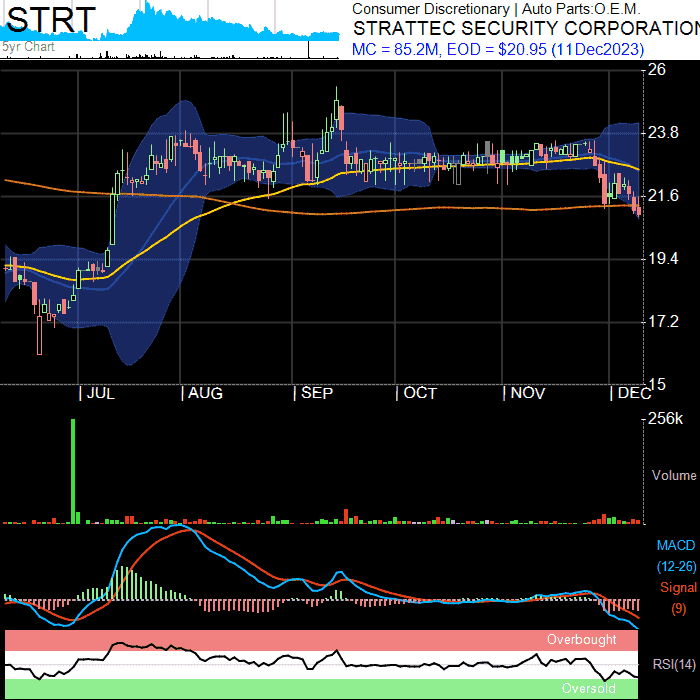 STRT
5yr Chart
Consumer Discretionary | Auto Parts:O.E.M.
STRATTEC SECURITY CORPORATION
MC = 85.2M, EOD = $20.95 (11Dec2023)
26
23.8
21.6
19.4
17.2
15
| JUL
| AUG
| SEP
| OCT
| NOV
| DEC
256k
Volume
MACD
(12-26)
Signal
(9)
Overbought
RSI(14)
Oversold